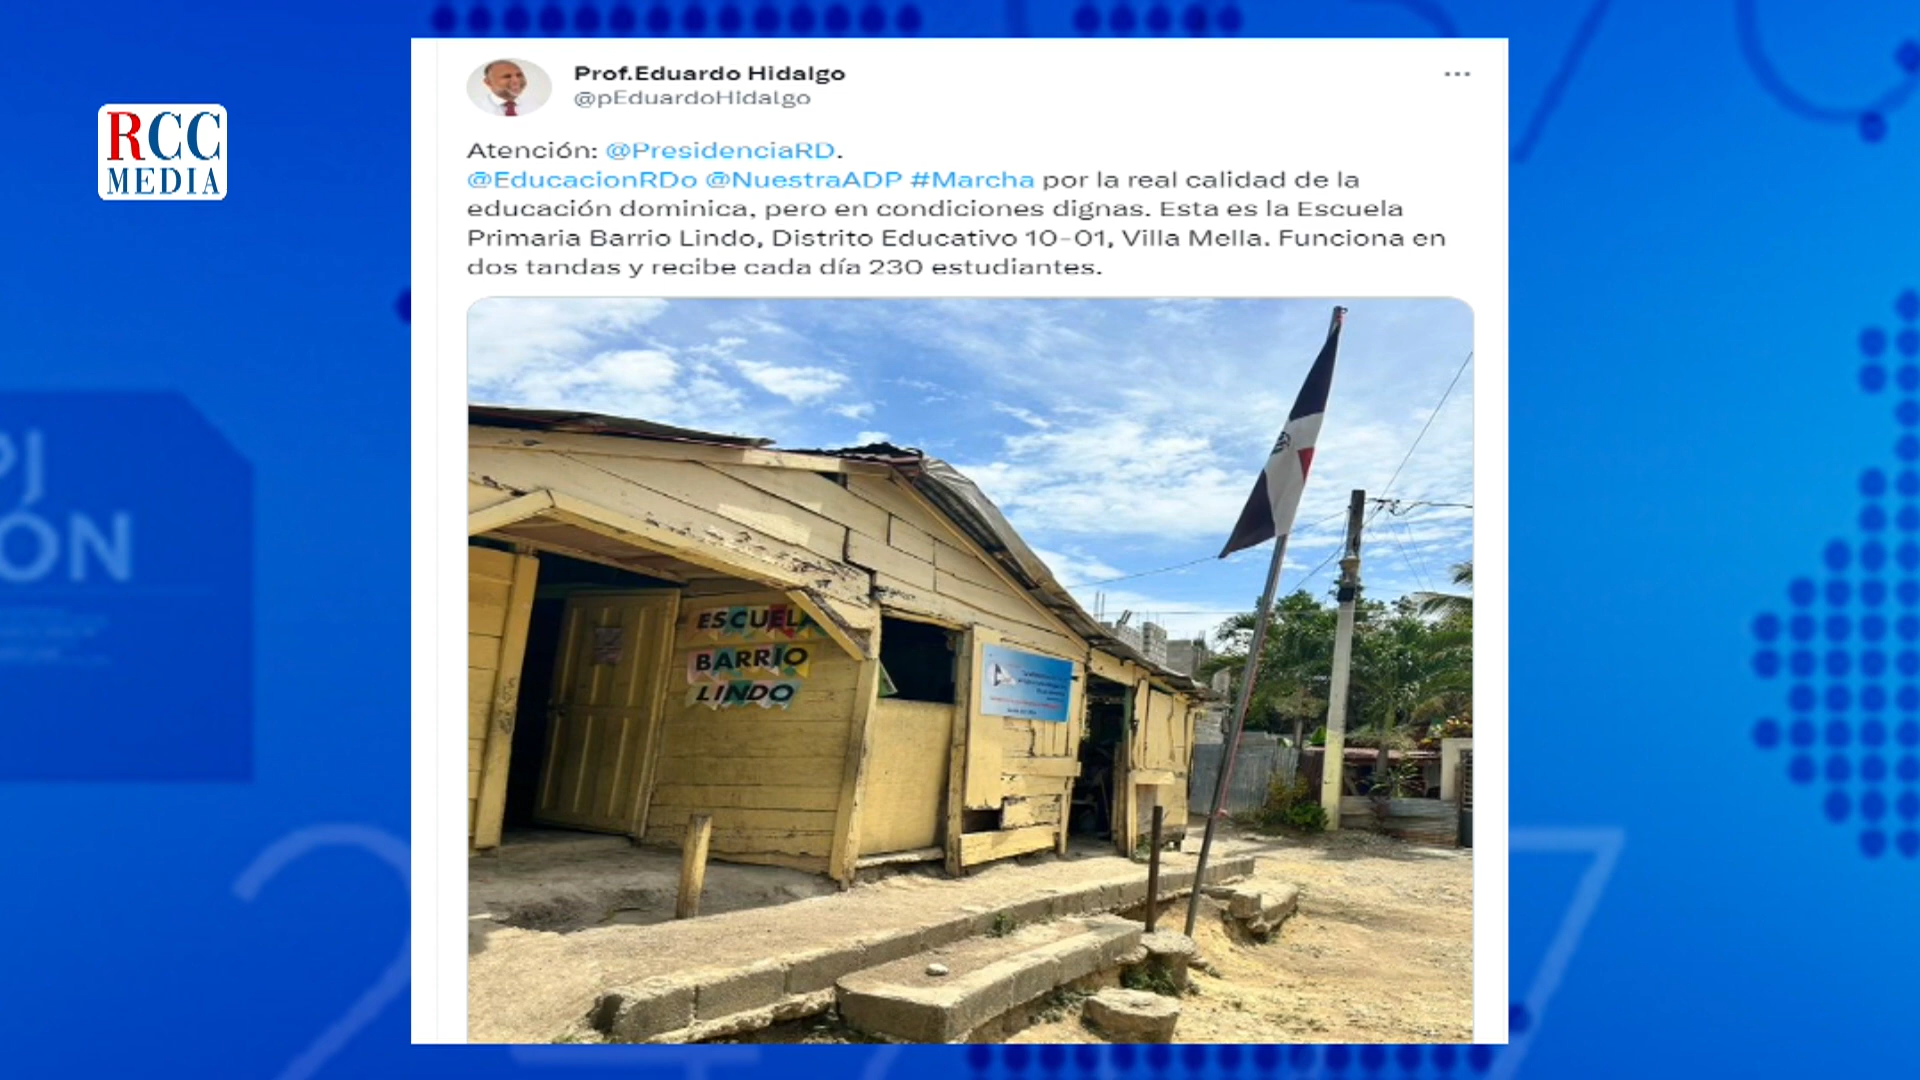 RCC
MEDIA
Prof.Eduardo Hidalgo
@pEduardoHidalgo
Atención: @PresidenciaRD.
@EducacionRDo @NuestraADP #Marcha por la real calidad de la
educación dominica, pero en condiciones dignas. Esta es la Escuela
Primaria Barrio Lindo, Distrito Educativo 10-01, Villa Mella. Funciona en
dos tandas y recibe cada día 230 estudiantes.
ESCUELA
BARRIO
LINDO